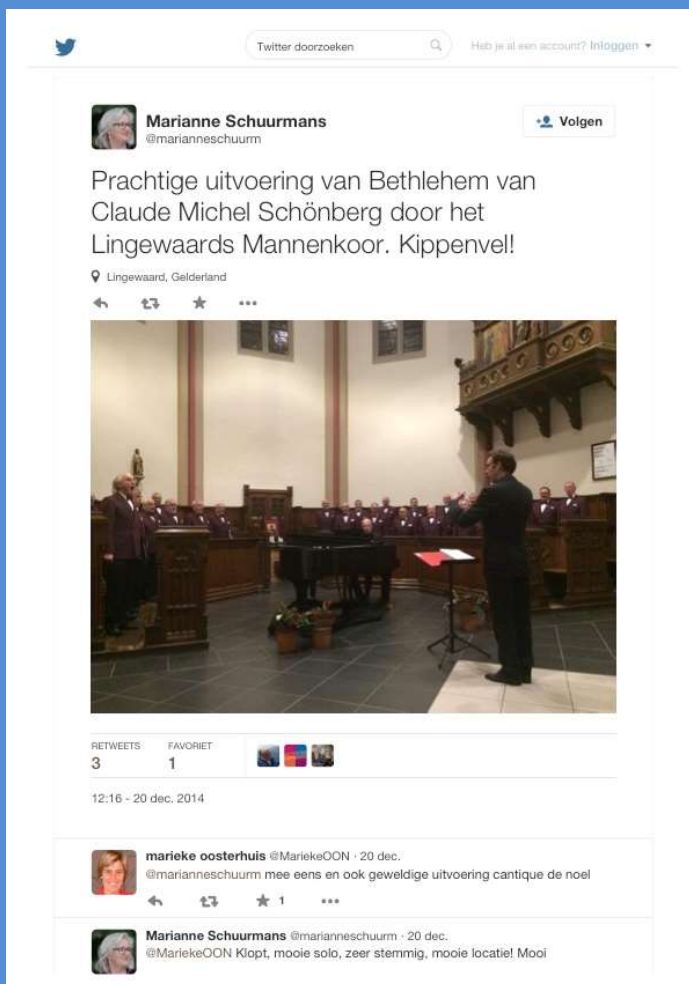 Twitter doorzoeken
Heb je al een account? Inloggen
Marianne Schuurmans
@marianneschuurm
Volgen
Prachtige uitvoering van Bethlehem van
Claude Michel Schönberg door het
Lingewaards Mannenkoor. Kippenvel!
Lingewaard, Gelderland
RETWEETS FAVORIET
3 1
12:16 - 20 dec. 2014
marieke oosterhuis @MariekeOON · 20 dec.
@marianneschuurm mee eens en ook geweldige uitvoering cantique de noel
1
Marianne Schuurmans @marianneschuurm · 20 dec.
@MariekeOON Klopt, mooie solo, zeer stemmig, mooie locatie! Mooi